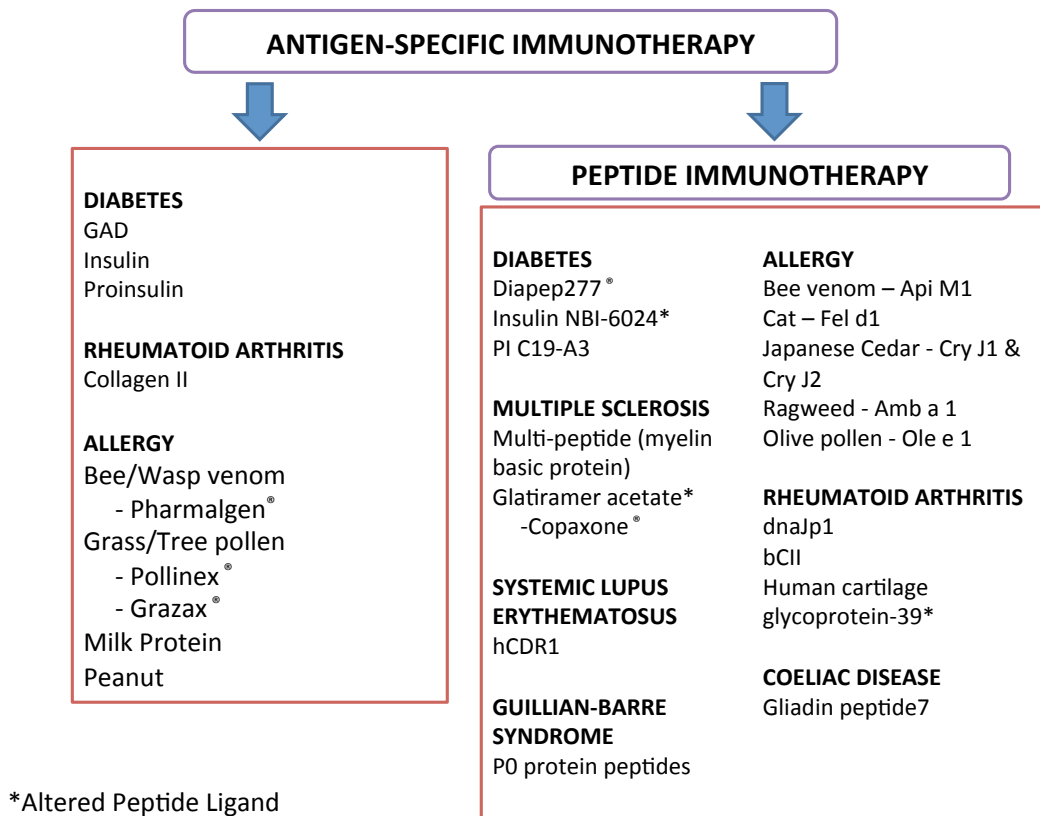 ANTIGEN-SPECIFIC IMMUNOTHERAPY
DIABETES
GAD
Insulin
Proinsulin
RHEUMATOID ARTHRITIS
Collagen II
ALLERGY
Bee/Wasp venom
- Pharmalgen®
Grass/Tree pollen
- Pollinex®
- Grazax®
Milk Protein
Peanut
PEPTIDE IMMUNOTHERAPY
DIABETES
Diapep277®
Insulin NBI-6024*
PI C19-A3
MULTIPLE SCLEROSIS
Multi-peptide (myelin
basic protein)
Glatiramer acetate*
-Copaxone®
SYSTEMIC LUPUS
ERYTHEMATOSUS
hCDR1
GUILLIAN-BARRE
SYNDROME
P0 protein peptides
ALLERGY
Bee venom – Api M1
Cat – Fel d1
Japanese Cedar - Cry J1 &
Cry J2
Ragweed - Amb a 1
Olive pollen - Ole e 1
RHEUMATOID ARTHRITIS
dnaJp1
bCII
Human cartilage
glycoprotein-39*
COELIAC DISEASE
Gliadin peptide7
*Altered Peptide Ligand